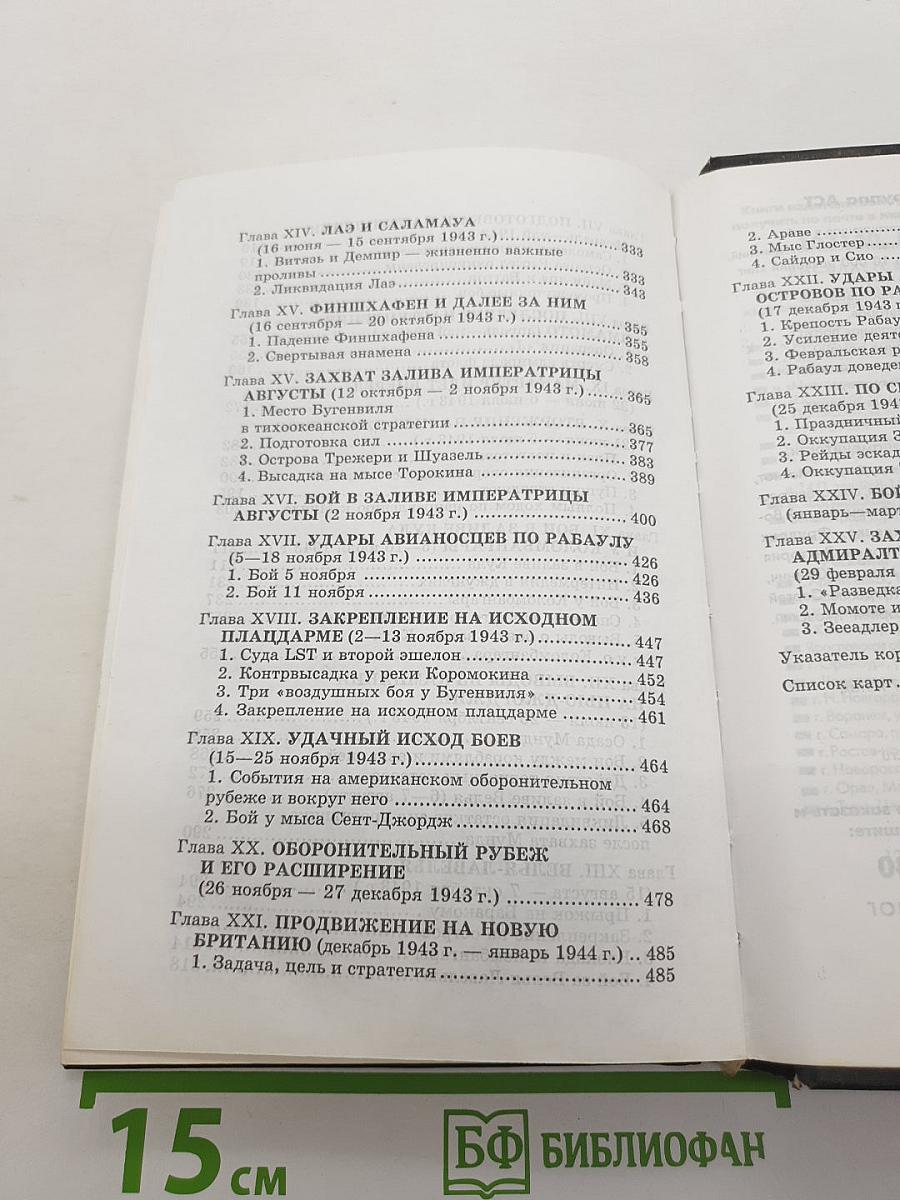 Глава XIV. ЛАЭ И САЛАМАУА
(16 июня — 15 сентября 1943 г.) 333
1. Витязь и Демпир — жизненно важные
проливы 333
2. Ликвидация Лаэ 343
Глава XV. ФИНШХАФЕН И ДАЛЕЕ ЗА НИМ
(16 сентября — 20 октября 1943 г.) 355
1. Падение Финшхафена 355
2. Свертывая знамена 358
Глава XV. ЗАХВАТ ЗАЛИВА ИМПЕРАТРИЦЫ
АВГУСТЫ (12 октября — 2 ноября 1943 г.) 365
1. Место Бугенвиля
в тихоокеанской стратегии 365
2. Подготовка сил 377
3. Острова Трежери и Шуазель 383
4. Высадка на мысе Торокина 389
Глава XVI. БОЙ В ЗАЛИВЕ ИМПЕРАТРИЦЫ
АВГУСТЫ (2 ноября 1943 г.) 400
Глава XVII. УДАРЫ АВИАНОСЦЕВ ПО РАБАУЛУ
(5—18 ноября 1943 г.) 426
1. Бой 5 ноября 426
2. Бой 11 ноября 436
Глава XVIII. ЗАКРЕПЛЕНИЕ НА ИСХОДНОМ
ПЛАЦДАРМЕ (2—13 ноября 1943 г.) 447
1. Суда LST и второй эшелон 447
2. Контрвысадка у реки Коромокина 452
3. Три «воздушных боя у Бугенвиля» 454
4. Закрепление на исходном плацдарме 461
Глава XIX. УДАЧНЫЙ ИСХОД БОЕВ
(15—25 ноября 1943 г.) 464
1. События на американском оборонительном
рубеже и вокруг него 464
2. Бой у мыса Сент-Джордж 468
Глава XX. ОБОРОНИТЕЛЬНЫЙ РУБЕЖ
И ЕГО РАСШИРЕНИЕ
(26 ноября — 27 декабря 1943 г.) 478
Глава XXI. ПРОДВИЖЕНИЕ НА НОВУЮ
БРИТАНИЮ (декабрь 1943 г. — январь 1944 г.) 485
1. Задача, цель и стратегия 485
2. Араве
3. Мыс Глостер
4. Сайдор и Сио
Глава XXII. УДАРЫ
ОСТРОВОВ ПО РА
(17 декабря 1943 г
1. Крепость Рабау
2. Усиление деят
3. Февральская р
4. Рабаул доведе
Глава XXIII. ПО С
(25 декабря 194
1. Праздничный
2. Оккупация З
3. Рейды эскад
4. Оккупация
Глава XXIV. БОЙ
(январь—март
Глава XXV. ЗАХ
АДМИРАЛТ
(29 февраля
1. «Разведка
2. Момоте и
3. Зееадлер
Указатель кор
Список карт
15 см
БФ БИБЛИОФАН